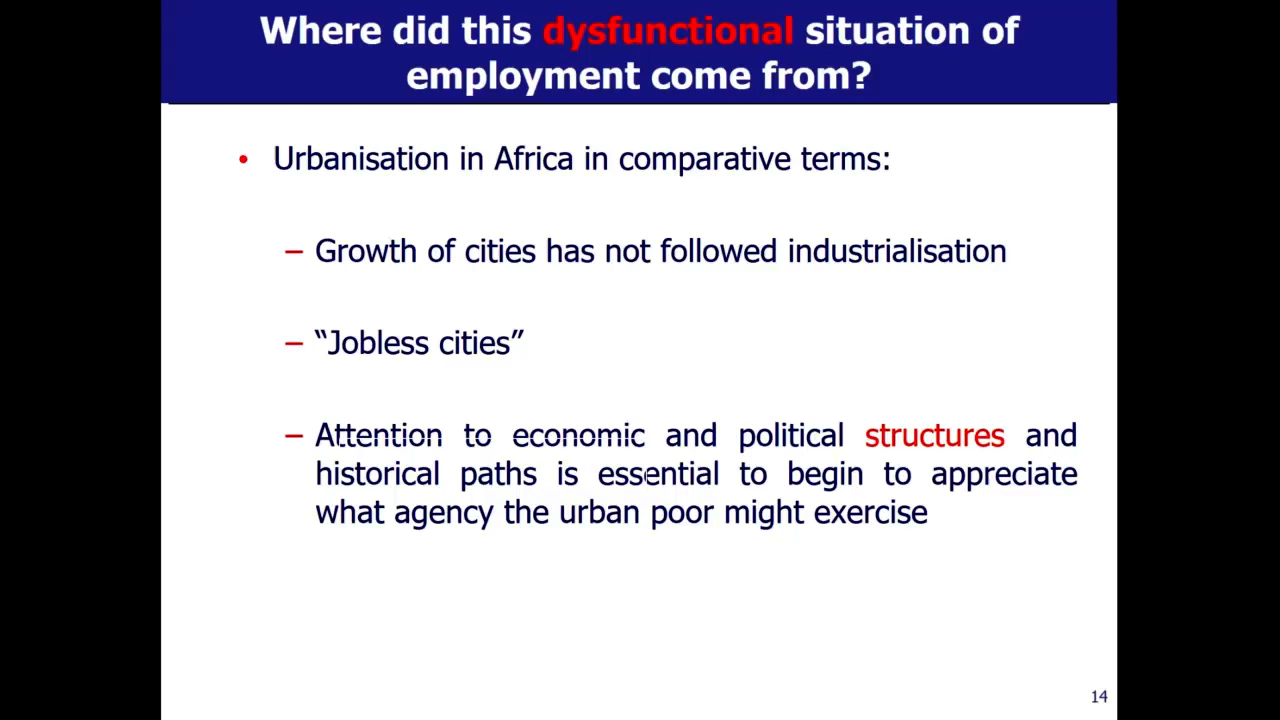 Where did this dysfunctional situation of
employment come from?
• Urbanisation in Africa in comparative terms:
– Growth of cities has not followed industrialisation
– “Jobless cities”
– Attention to economic and political structures and
historical paths is essential to begin to appreciate
what agency the urban poor might exercise
14